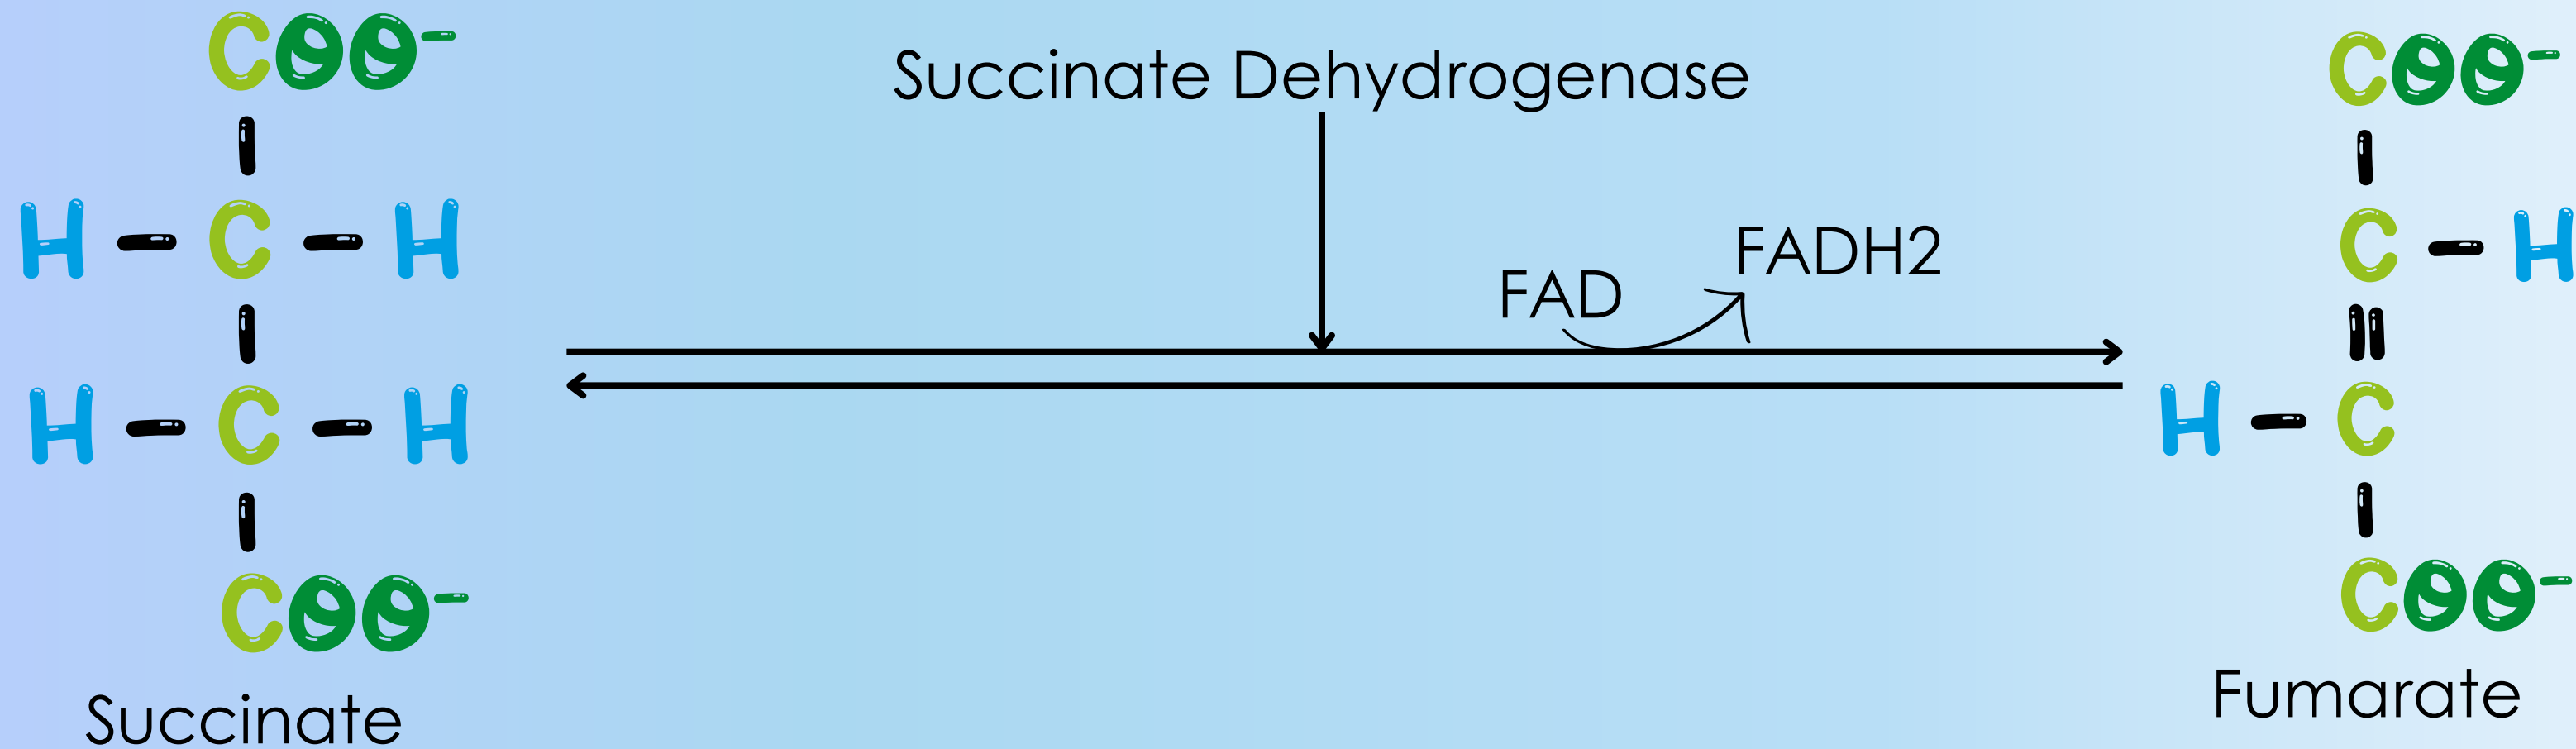 COO-
Succinate Dehydrogenase
COO-
H - C - H
FADH2
C - H
FAD
H - C - H
H - C
COO-
COO-
Succinate
Fumarate